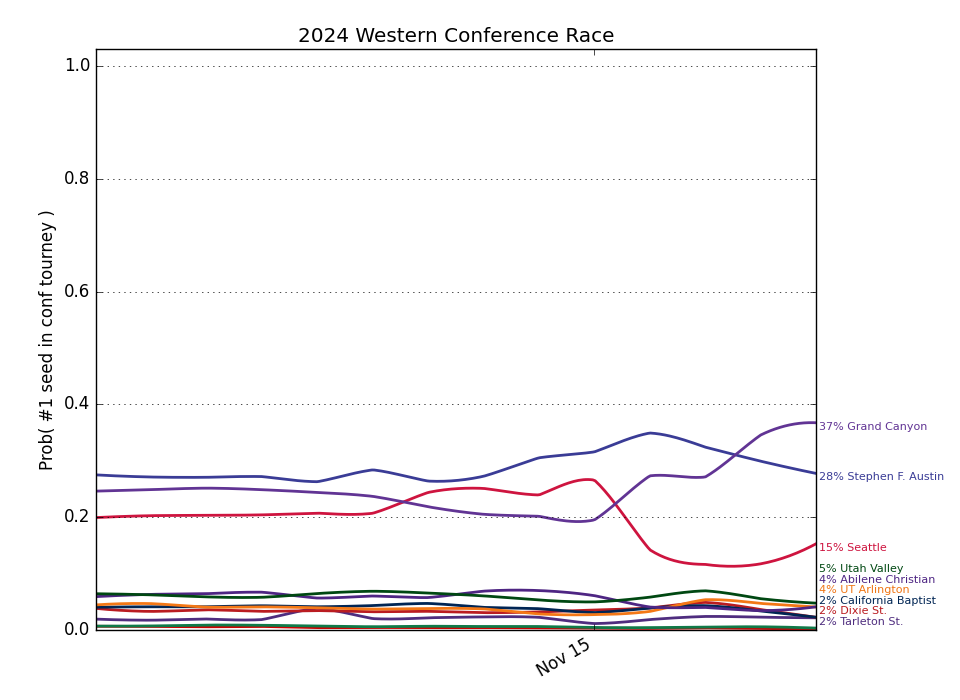 2024 Western Conference Race
Prob( #1 seed in conf tourney )
1.0
0.8
0.6
0.4
0.2
0.0
Nov 15
37% Grand Canyon
28% Stephen F. Austin
15% Seattle
5% Utah Valley
4% Abilene Christian
4% UT Arlington
2% California Baptist
2% Dixie St.
2% Tarleton St.